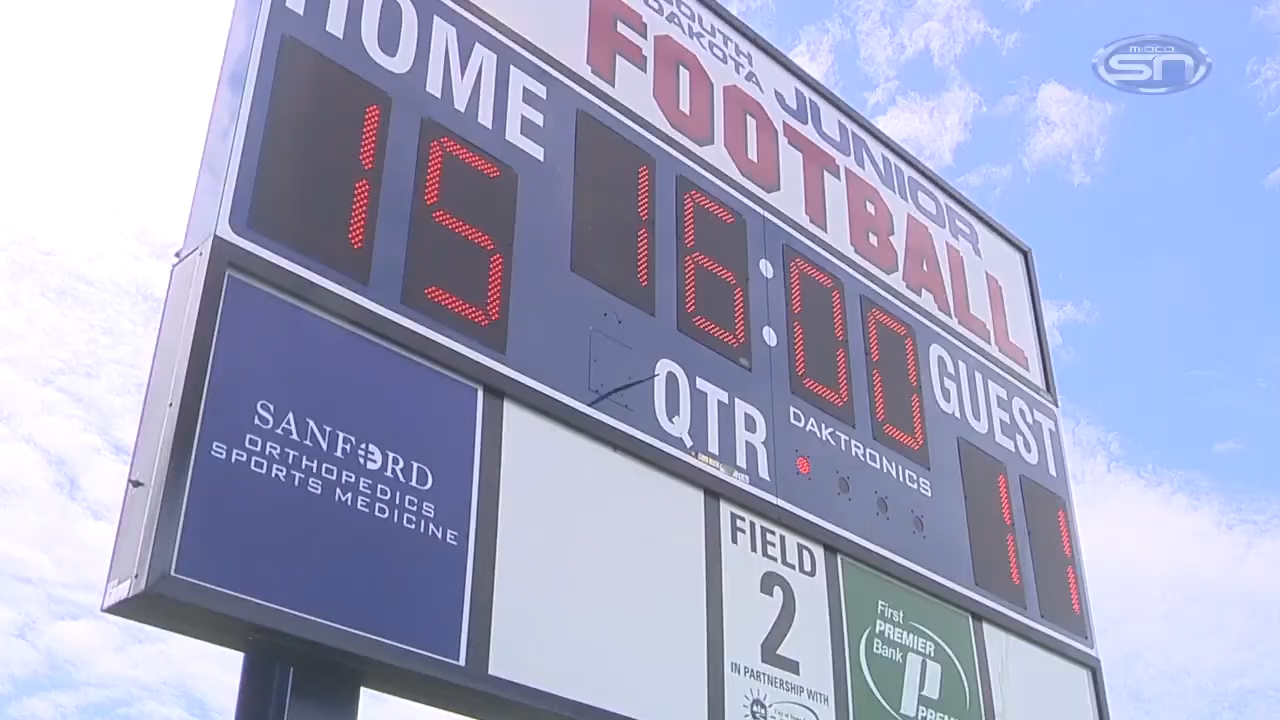 MIDCO
SN
SOUTH
DAKOTA JUNIOR
FOOTBALL
HOME
15
16:00
GUEST
11
QTR
DAKTRONICS
SANFORD
ORTHOPEDICS
SPORTS MEDICINE
FIELD
2
IN PARTNERSHIP WITH
First
PREMIER
Bank
P
PREMI